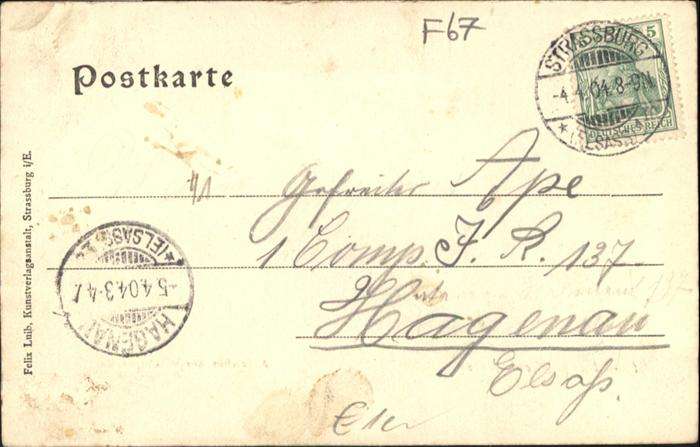 F67
STRASSBURG
-4.4.04.8-9N.
* (ELSASS)
5
DEUTSCHES REICH
Postkarte
Gefreiter Ape
1 Comp. J. R. 137
Hagenau
Elsaß
HAGENAU
-5.4.04.3-4
* (ELSASS)
Felix Luib, Kunstverlagsanstalt, Strassburg i/E.